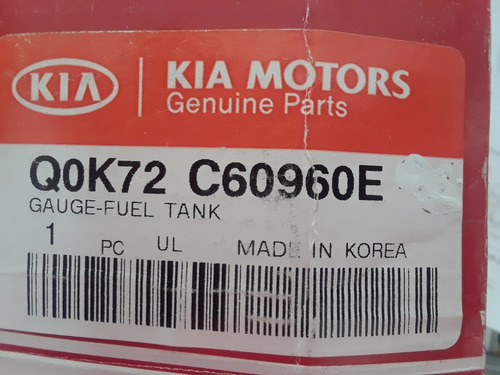 KIA KIA MOTORS
Genuine Parts
Q0K72 C60960E
GAUGE-FUEL TANK
1 PC UL MADE IN KOREA